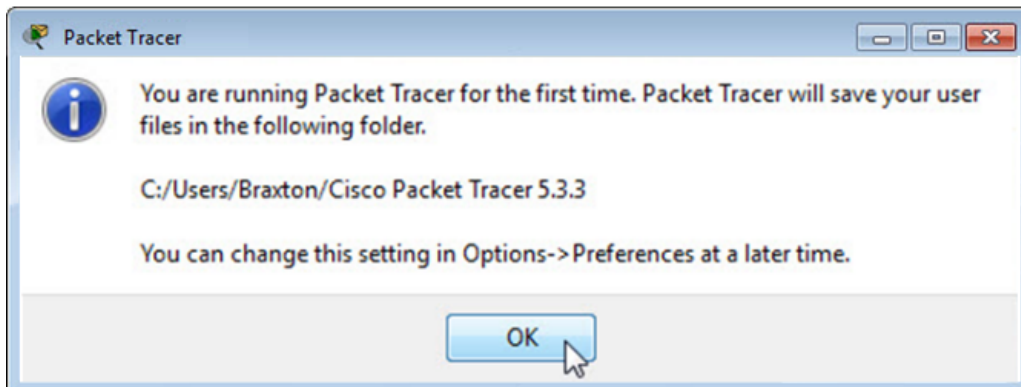 Packet Tracer
You are running Packet Tracer for the first time. Packet Tracer will save your user
files in the following folder.
C:/Users/Braxton/Cisco Packet Tracer 5.3.3
You can change this setting in Options->Preferences at a later time.
OK